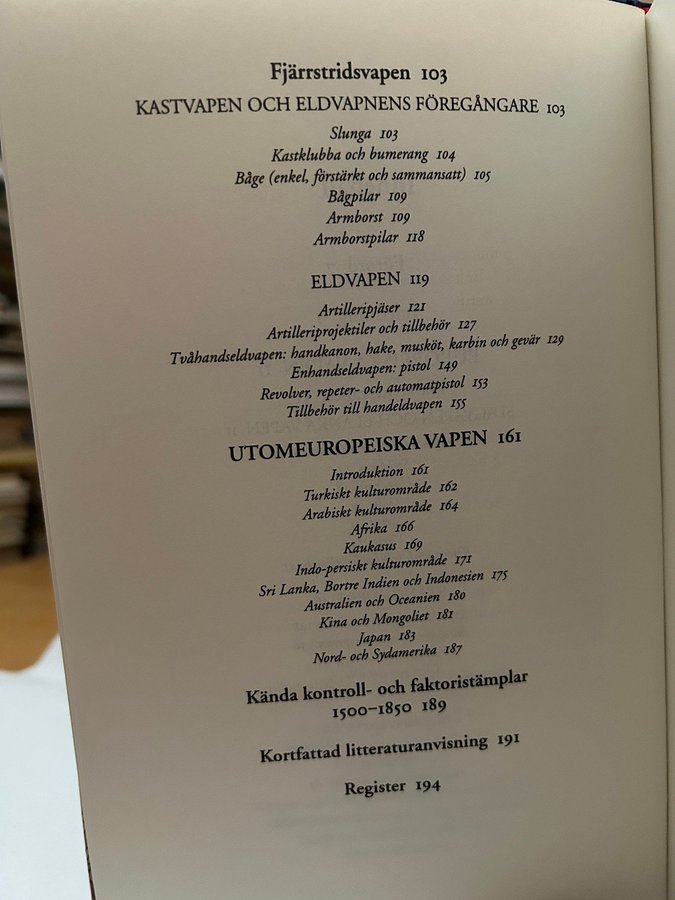 Fjärrstridsvapen 103
KASTVAPEN OCH ELDVAPNENS FÖREGÅNGARE 103
Slunga 103
Kastklubba och bumerang 104
Båge (enkel, förstärkt och sammansatt) 105
Bågpilar 109
Armborst 109
Armborstpilar 118
ELDVAPEN 119
Artilleripjäser 121
Artilleriprojektiler och tillbehör 127
Tvåhandseldvapen: handkanon, hake, musköt, karbin och gevär 129
Enhandseldvapen: pistol 149
Revolver, repeter- och automatpistol 153
Tillbehör till handeldvapen 155
UTOMEUROPEISKA VAPEN 161
Introduktion 161
Turkiskt kulturområde 162
Arabiskt kulturområde 164
Afrika 166
Kaukasus 169
Indo-persiskt kulturområde 171
Sri Lanka, Bortre Indien och Indonesien 175
Australien och Oceanien 180
Kina och Mongoliet 181
Japan 183
Nord- och Sydamerika 187
Kända kontroll- och faktoristämplar
1500–1850 189
Kortfattad litteraturanvisning 191
Register 194